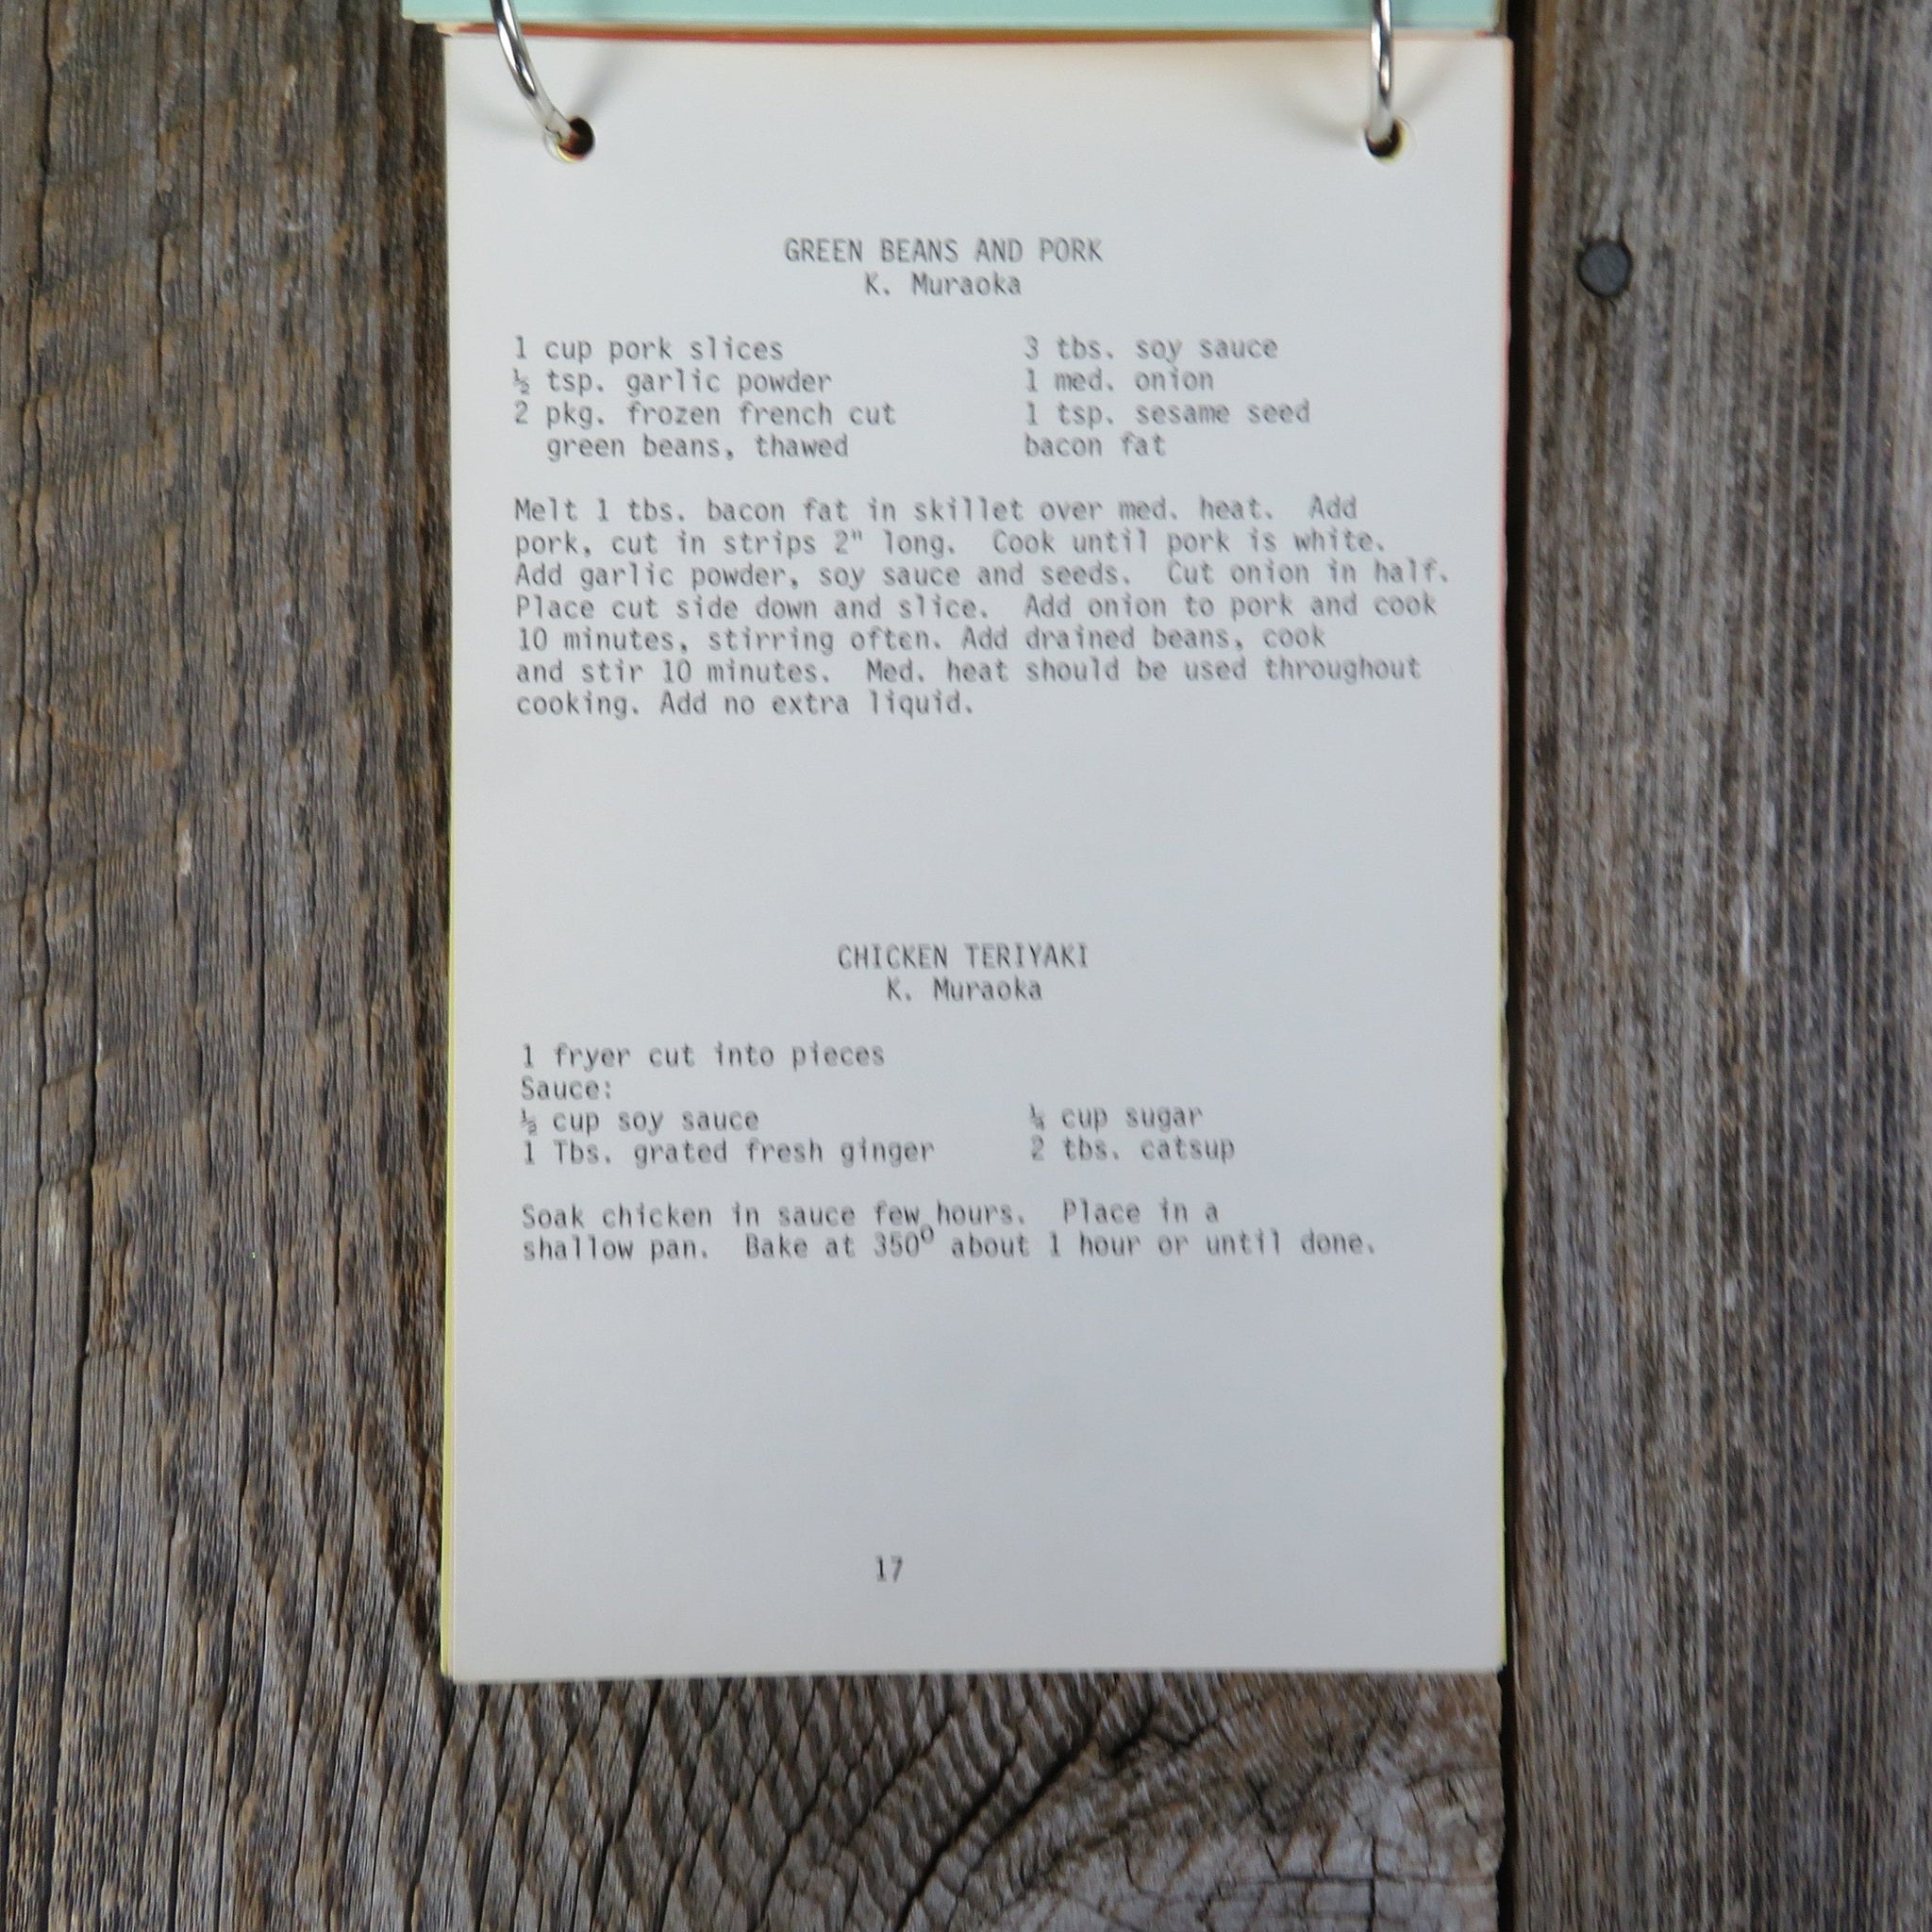 GREEN BEANS AND PORK
K. Muraoka
1 cup pork slices 3 tbs. soy sauce
½ tsp. garlic powder 1 med. onion
2 pkg. frozen french cut 1 tsp. sesame seed
green beans, thawed bacon fat
Melt 1 tbs. bacon fat in skillet over med. heat. Add
pork, cut in strips 2" long. Cook until pork is white.
Add garlic powder, soy sauce and seeds. Cut onion in half.
Place cut side down and slice. Add onion to pork and cook
10 minutes, stirring often. Add drained beans, cook
and stir 10 minutes. Med. heat should be used throughout
cooking. Add no extra liquid.
CHICKEN TERIYAKI
K. Muraoka
1 fryer cut into pieces
Sauce:
½ cup soy sauce ¼ cup sugar
1 Tbs. grated fresh ginger 2 tbs. catsup
Soak chicken in sauce few hours. Place in a
shallow pan. Bake at 350° about 1 hour or until done.
17